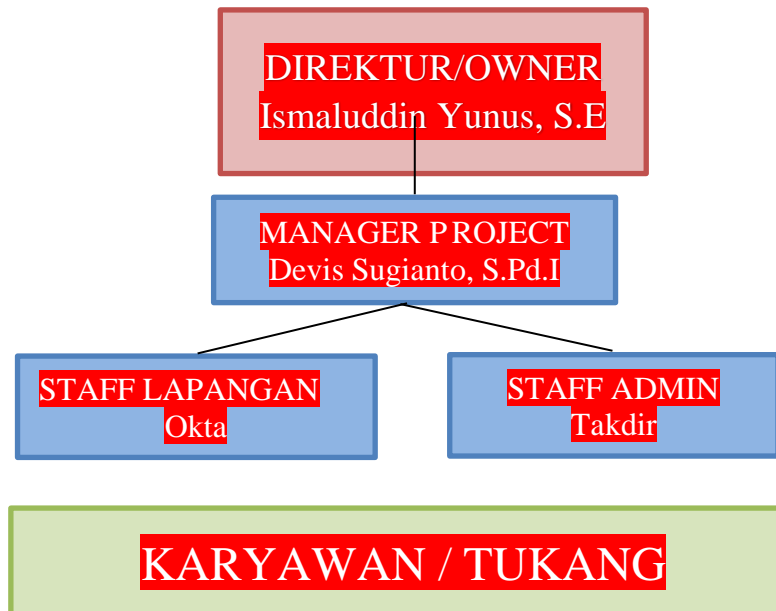 DIREKTUR/OWNER
Ismaluddin Yunus, S.E
MANAGER PROJECT
Devis Sugianto, S.Pd.I
STAFF LAPANGAN
Okta
STAFF ADMIN
Takdir
KARYAWAN / TUKANG